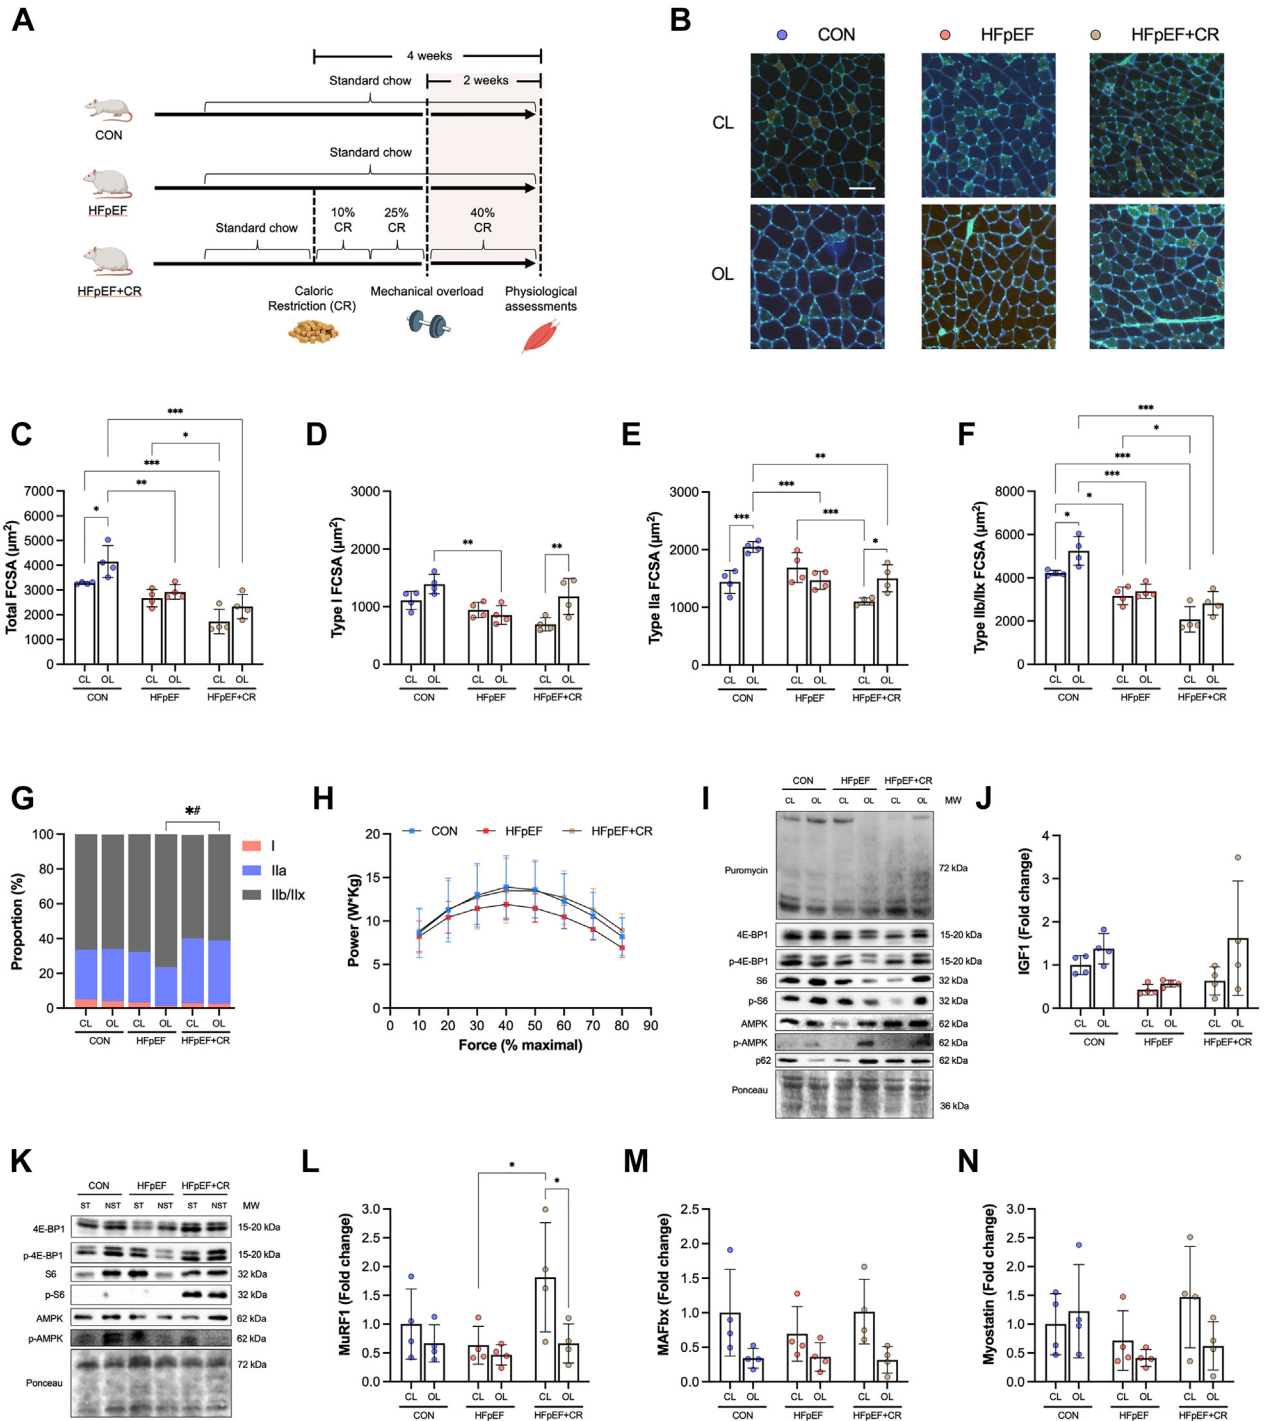 A
4 weeks
Standard chow
2 weeks
CON
Standard chow
HFpEF
10%
CR
25%
CR
40%
CR
Standard chow
HFpEF+CR
Caloric
Restriction (CR)
Mechanical overload
Physiological
assessments
B
CON
HFpEF
HFpEF+CR
CL
OL
C
***
*
***
**
*
Total FCSA (µm²)
7000
6000
5000
4000
3000
2000
1000
0
CL OL CL OL CL OL
CON HFpEF HFpEF+CR
D
**
**
Type I FCSA (µm²)
3000
2000
1000
0
CL OL CL OL CL OL
CON HFpEF HFpEF+CR
E
**
***
***
***
*
Type IIa FCSA (µm²)
3000
2000
1000
0
CL OL CL OL CL OL
CON HFpEF HFpEF+CR
F
***
*
***
***
*
*
Type IIb/IIx FCSA (µm²)
8000
6000
4000
2000
0
CL OL CL OL CL OL
CON HFpEF HFpEF+CR
G
*#
Proportion (%)
100
80
60
40
20
0
I
IIa
IIb/IIx
CL OL CL OL CL OL
CON HFpEF HFpEF+CR
H
CON HFpEF HFpEF+CR
Power (W*Kg)
20
15
10
5
0
0 10 20 30 40 50 60 70 80 90
Force (% maximal)
I
CON HFpEF HFpEF+CR
CL OL CL OL CL OL MW
Puromycin 72 kDa
4E-BP1 15-20 kDa
p-4E-BP1 15-20 kDa
S6 32 kDa
p-S6 32 kDa
AMPK 62 kDa
p-AMPK 62 kDa
p62 62 kDa
Ponceau
36 kDa
J
IGF1 (Fold change)
4
3
2
1
0
CL OL CL OL CL OL
CON HFpEF HFpEF+CR
K
CON HFpEF HFpEF+CR
ST NST ST NST ST NST MW
4E-BP1 15-20 kDa
p-4E-BP1 15-20 kDa
S6 32 kDa
p-S6 32 kDa
AMPK 62 kDa
p-AMPK 62 kDa
72 kDa
Ponceau
L
*
*
MuRF1 (Fold change)
3.0
2.5
2.0
1.5
1.0
0.5
0.0
CL OL CL OL CL OL
CON HFpEF HFpEF+CR
M
MAFbx (Fold change)
2.5
2.0
1.5
1.0
0.5
0.0
CL OL CL OL CL OL
CON HFpEF HFpEF+CR
N
Myostatin (Fold change)
3.0
2.5
2.0
1.5
1.0
0.5
0.0
CL OL CL OL CL OL
CON HFpEF HFpEF+CR